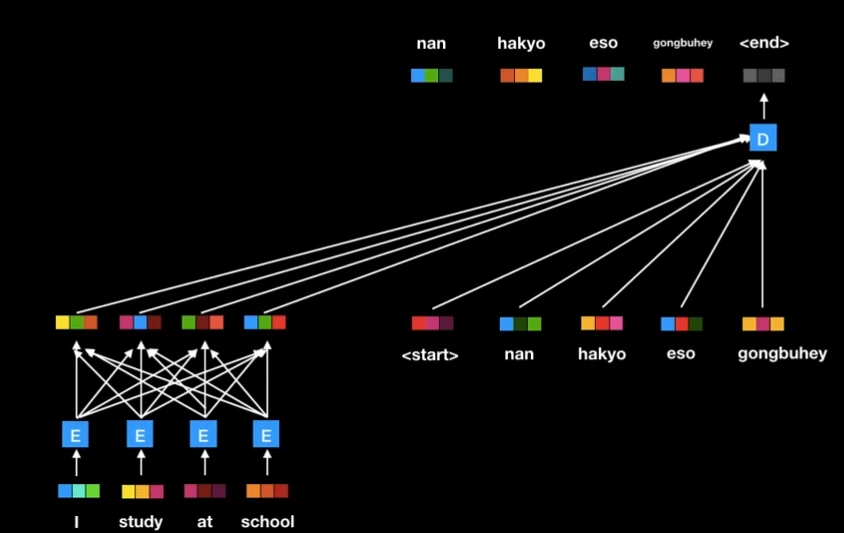 nan hakyo eso gongbuhey <end>
D
<start> nan hakyo eso gongbuhey
E E E E
I study at school